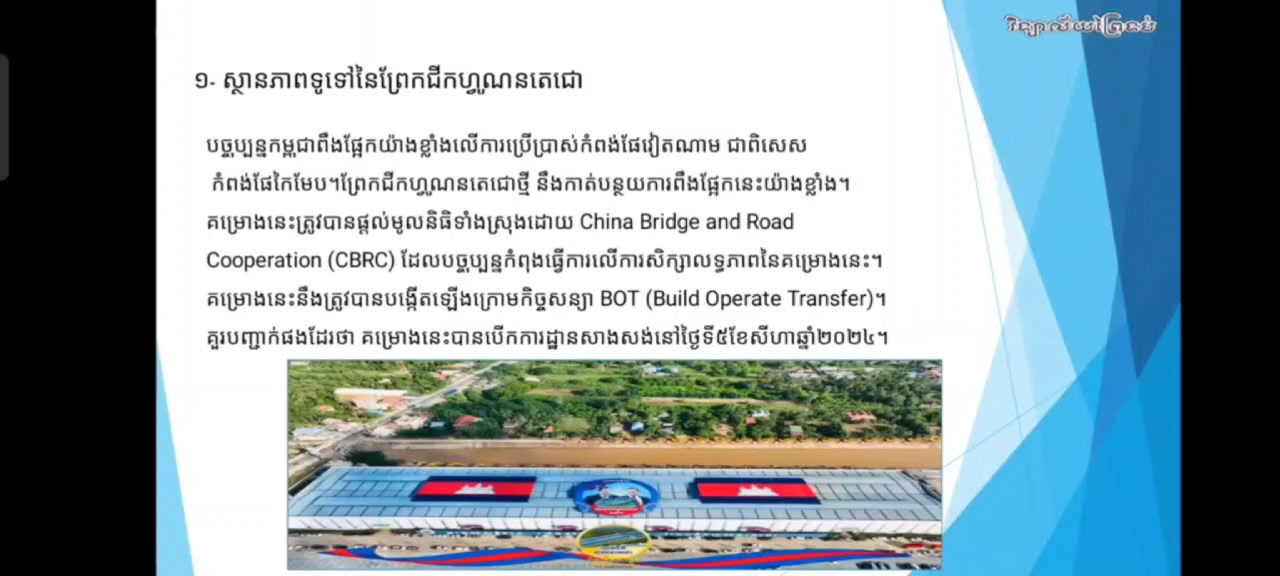 វិទ្យាល័យព្រែកនប់
១- ស្ថានភាពទូទៅនៃព្រែកជីកហ្វូណនតេជោ
បច្ចុប្បន្នកម្ពុជាពឹងផ្អែកយ៉ាងខ្លាំងលើការប្រើប្រាស់កំពង់ផែវៀតណាម ជាពិសេស
កំពង់ផែកៃមែប។ព្រែកជីកហ្វូណនតេជោថ្មី នឹងកាត់បន្ថយការពឹងផ្អែកនេះយ៉ាងខ្លាំង។
គម្រោងនេះត្រូវបានផ្តល់មូលនិធិទាំងស្រុងដោយ China Bridge and Road
Cooperation (CBRC) ដែលបច្ចុប្បន្នកំពុងធ្វើការលើការសិក្សាលទ្ធភាពនៃគម្រោងនេះ។
គម្រោងនេះនឹងត្រូវបានបង្កើតឡើងក្រោមកិច្ចសន្យា BOT (Build Operate Transfer)។
គួរបញ្ជាក់ផងដែរថា គម្រោងនេះបានបើកការដ្ឋានសាងសង់នៅថ្ងៃទី៥ខែសីហាឆ្នាំ២០២៤។